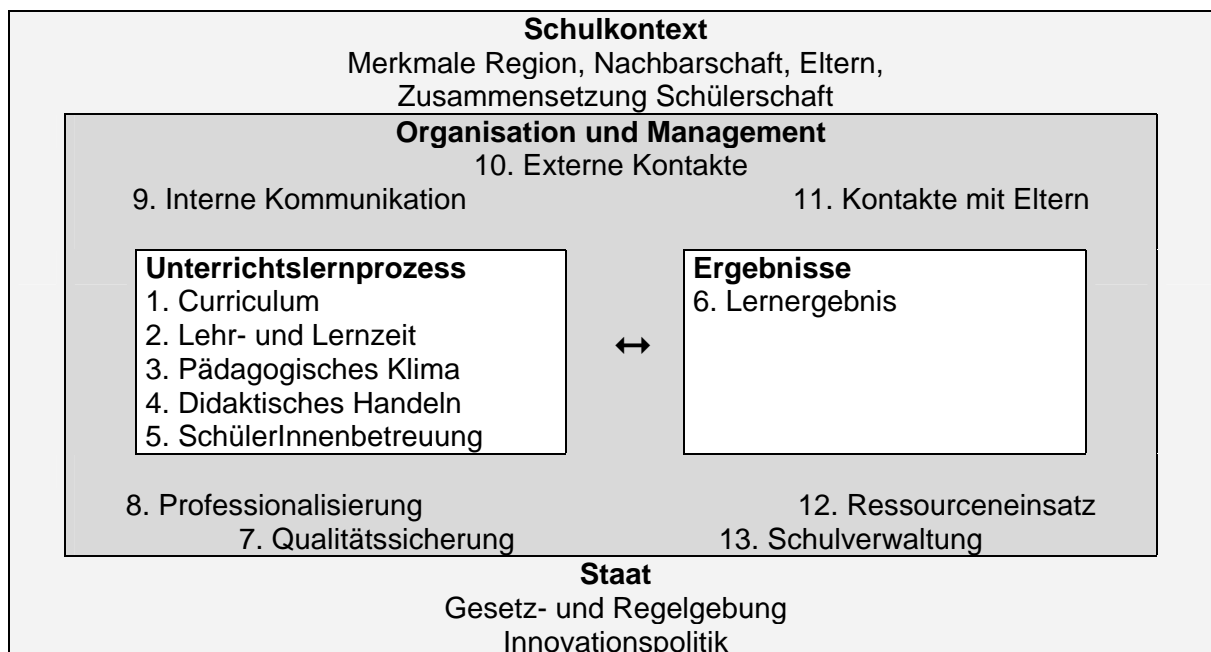 Schulkontext
Merkmale Region, Nachbarschaft, Eltern,
Zusammensetzung Schülerschaft
Organisation und Management
10. Externe Kontakte
9. Interne Kommunikation
11. Kontakte mit Eltern
Unterrichtslernprozess
1. Curriculum
2. Lehr- und Lernzeit
3. Pädagogisches Klima
4. Didaktisches Handeln
5. SchülerInnenbetreuung
↔
Ergebnisse
6. Lernergebnis
8. Professionalisierung
12. Ressourceneinsatz
7. Qualitätssicherung
13. Schulverwaltung
Staat
Gesetz- und Regelgebung
Innovationspolitik